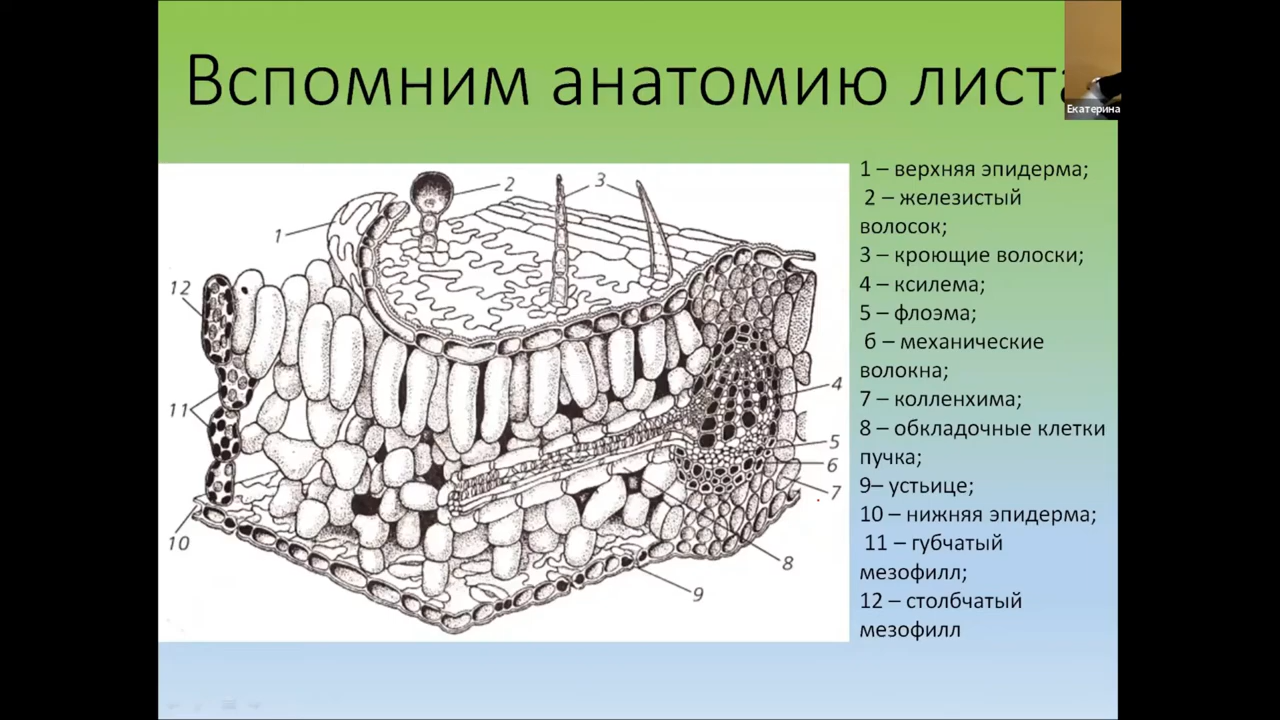 Вспломним анатомию листа
Екатерина
1 – верхняя эпидерма;
2 – железистый
волосок;
3 – кроющие волоски;
4 – ксилема;
5 – флоэма;
б – механические
волокна;
7 – колленхима;
8 – обкладочные клетки
пучка;
9– устьице;
10 – нижняя эпидерма;
11 – губчатый
мезофилл;
12 – столбчатый
мезофилл
1
2
3
12
11
4
5
6
7
10
8
9